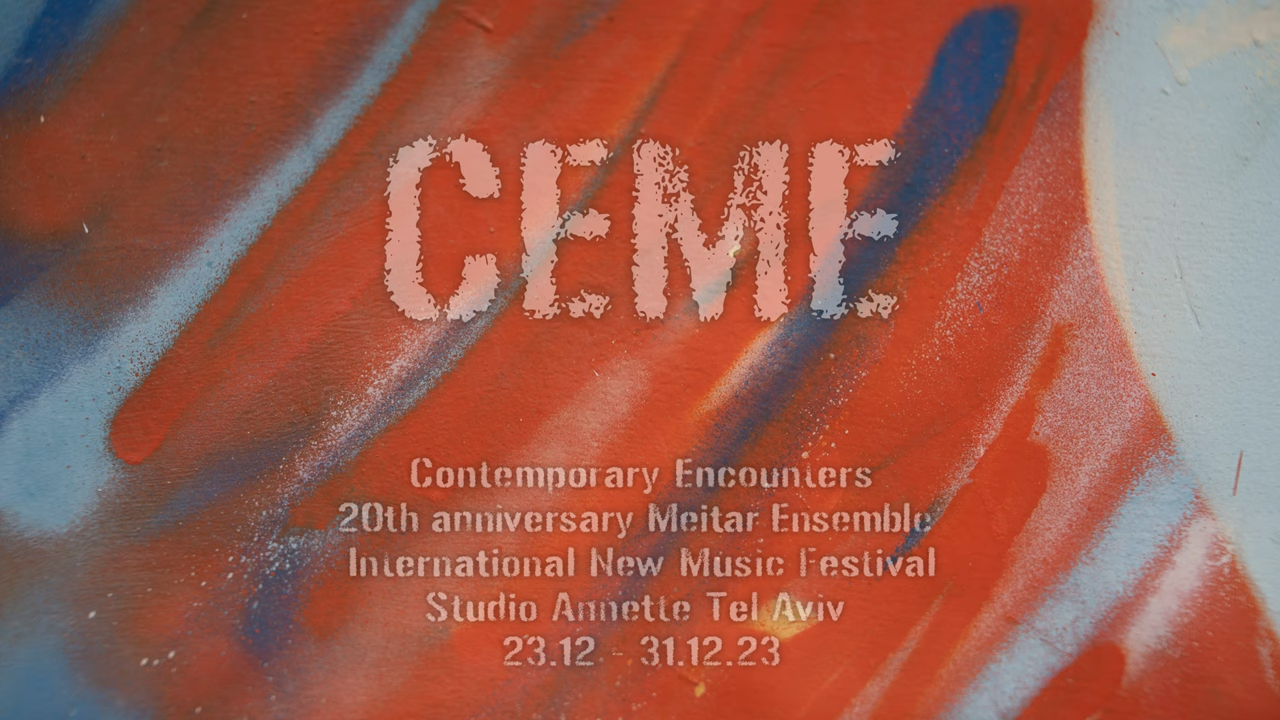 CEME
Contemporary Encounters
20th anniversary Meitar Ensemble
International New Music Festival
Studio Annette Tel Aviv
23.12 - 31.12.23